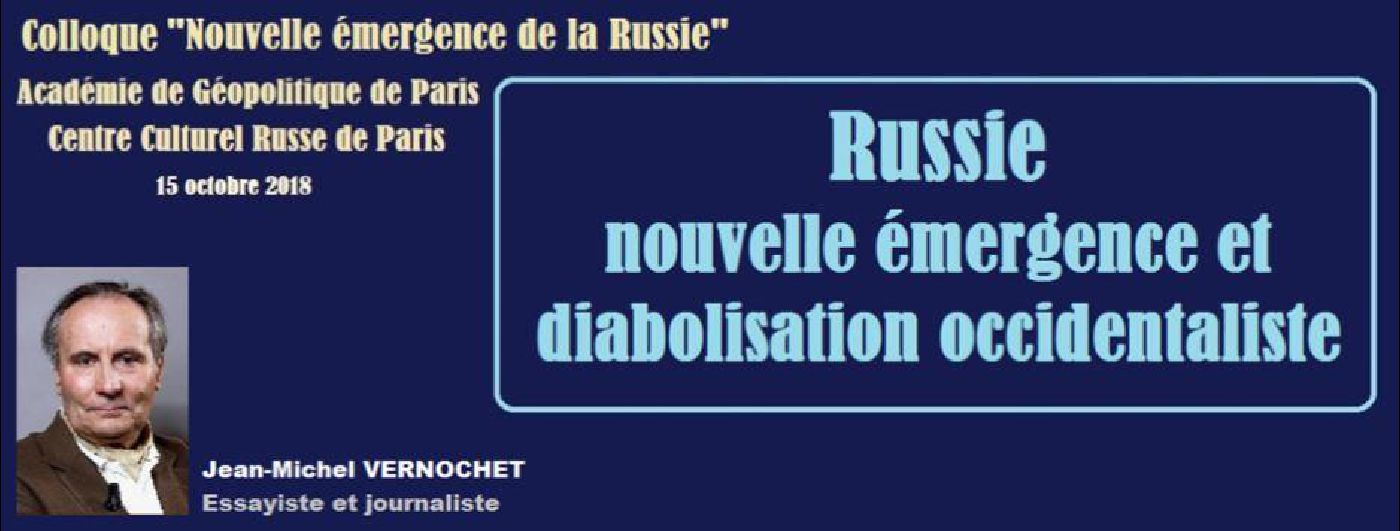 Colloque "Nouvelle émergence de la Russie"
Académie de Géopolitique de Paris
Centre Culturel Russe de Paris
15 octobre 2018
Russie
nouvelle émergence et
diabolisation occidentaliste
Jean-Michel VERNOCHET
Essayiste et journaliste